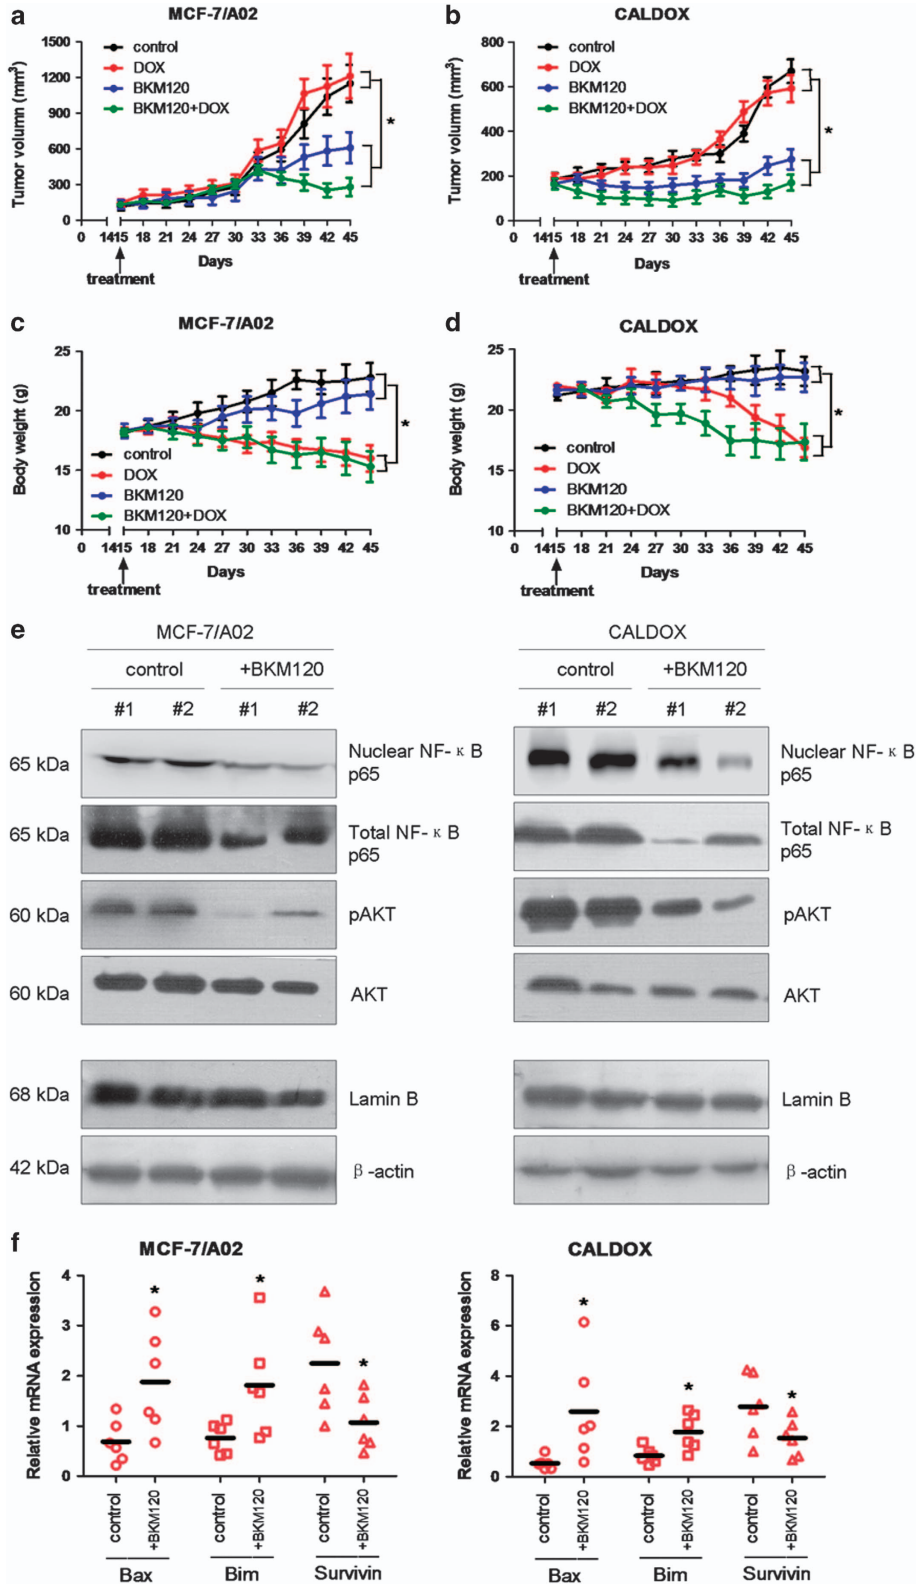 a
MCF-7/A02
Tumor volumn (mm³)
1500
1200
900
600
300
0
control
DOX
BKM120
BKM120+DOX
*
0 1415 18 21 24 27 30 33 36 39 42 45
Days
treatment
b
CALDOX
Tumor volumn (mm³)
800
600
400
200
0
control
DOX
BKM120
BKM120+DOX
*
0 1415 18 21 24 27 30 33 36 39 42 45
Days
treatment
c
MCF-7/A02
Body weight (g)
25
20
15
10
control
DOX
BKM120
BKM120+DOX
*
0 1415 18 21 24 27 30 33 36 39 42 45
Days
treatment
d
CALDOX
Body weight (g)
25
20
15
10
control
DOX
BKM120
BKM120+DOX
*
0 1415 18 21 24 27 30 33 36 39 42 45
Days
treatment
e
MCF-7/A02
control +BKM120
#1 #2 #1 #2
65 kDa
Nuclear NF-κB
p65
65 kDa
Total NF-κB
p65
60 kDa
pAKT
60 kDa
AKT
68 kDa
Lamin B
42 kDa
β-actin
CALDOX
control +BKM120
#1 #2 #1 #2
Nuclear NF-κB
p65
Total NF-κB
p65
pAKT
AKT
Lamin B
β-actin
f
MCF-7/A02
Relative mRNA expression
4
3
2
1
0
* * *
control +BKM120 control +BKM120 control +BKM120
Bax Bim Survivin
CALDOX
Relative mRNA expression
8
6
4
2
0
* * *
control +BKM120 control +BKM120 control +BKM120
Bax Bim Survivin